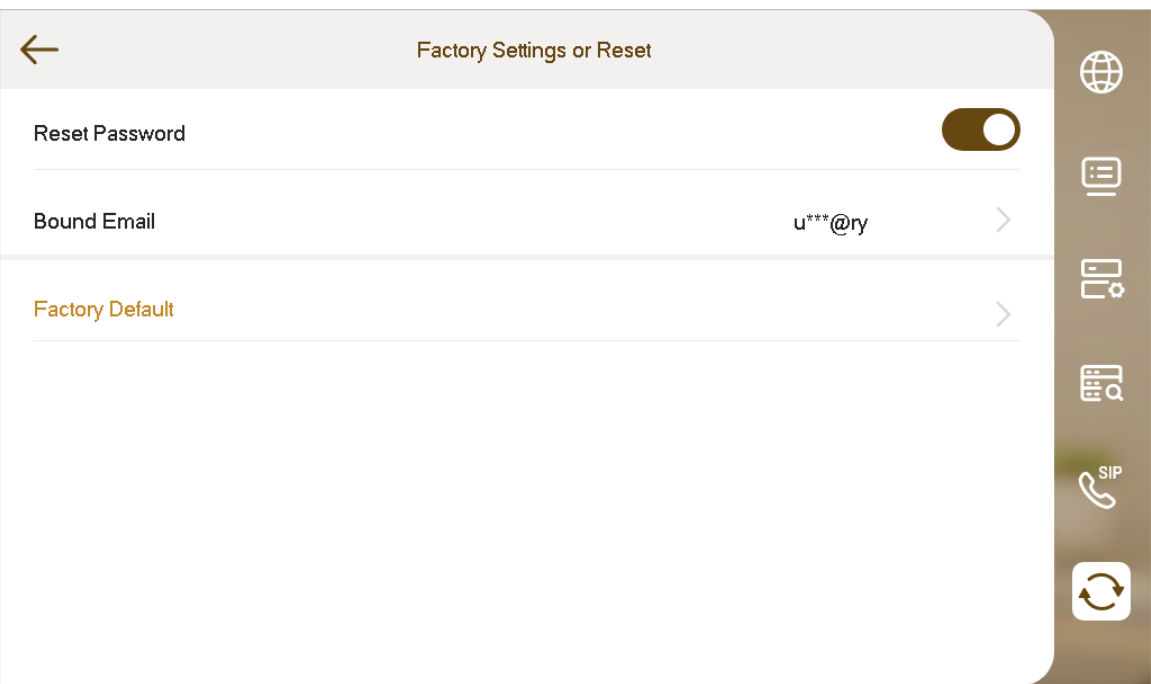 Factory Settings or Reset
Reset Password
Bound Email u***@ry
Factory Default
SIP